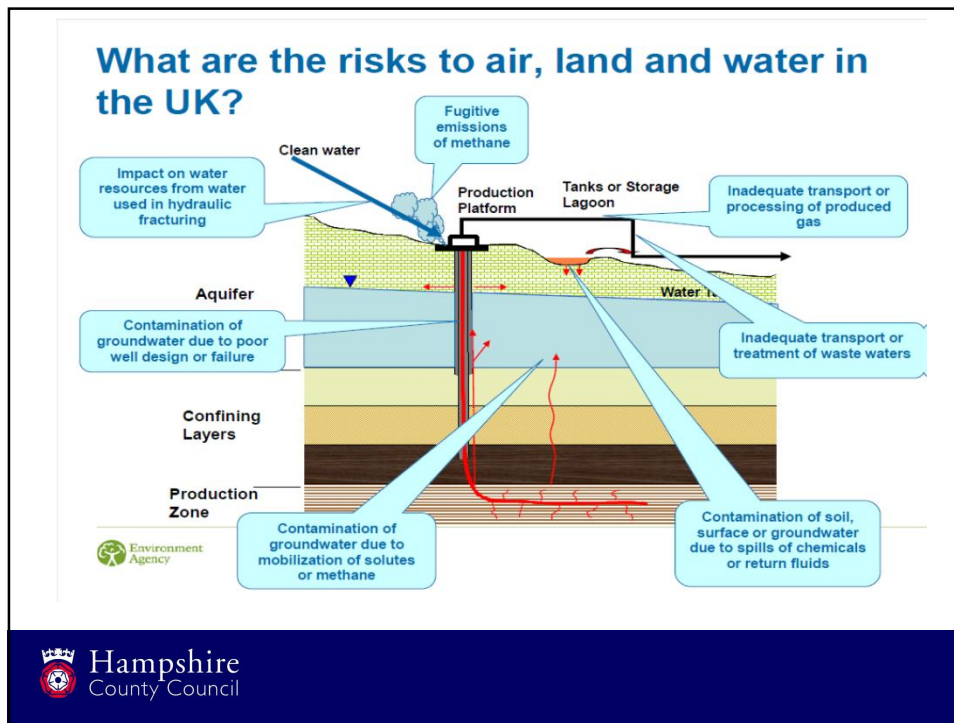 What are the risks to air, land and water in
the UK?
Fugitive
emissions
of methane
Clean water
Impact on water
resources from water
used in hydraulic
fracturing
Production
Platform
Tanks or Storage
Lagoon
Inadequate transport or
processing of produced
gas
Aquifer
Water
Contamination of
groundwater due to poor
well design or failure
Inadequate transport or
treatment of waste waters
Confining
Layers
Production
Zone
Contamination of
groundwater due to
mobilization of solutes
or methane
Contamination of soil,
surface or groundwater
due to spills of chemicals
or return fluids
Environment
Agency
Hampshire
County Council